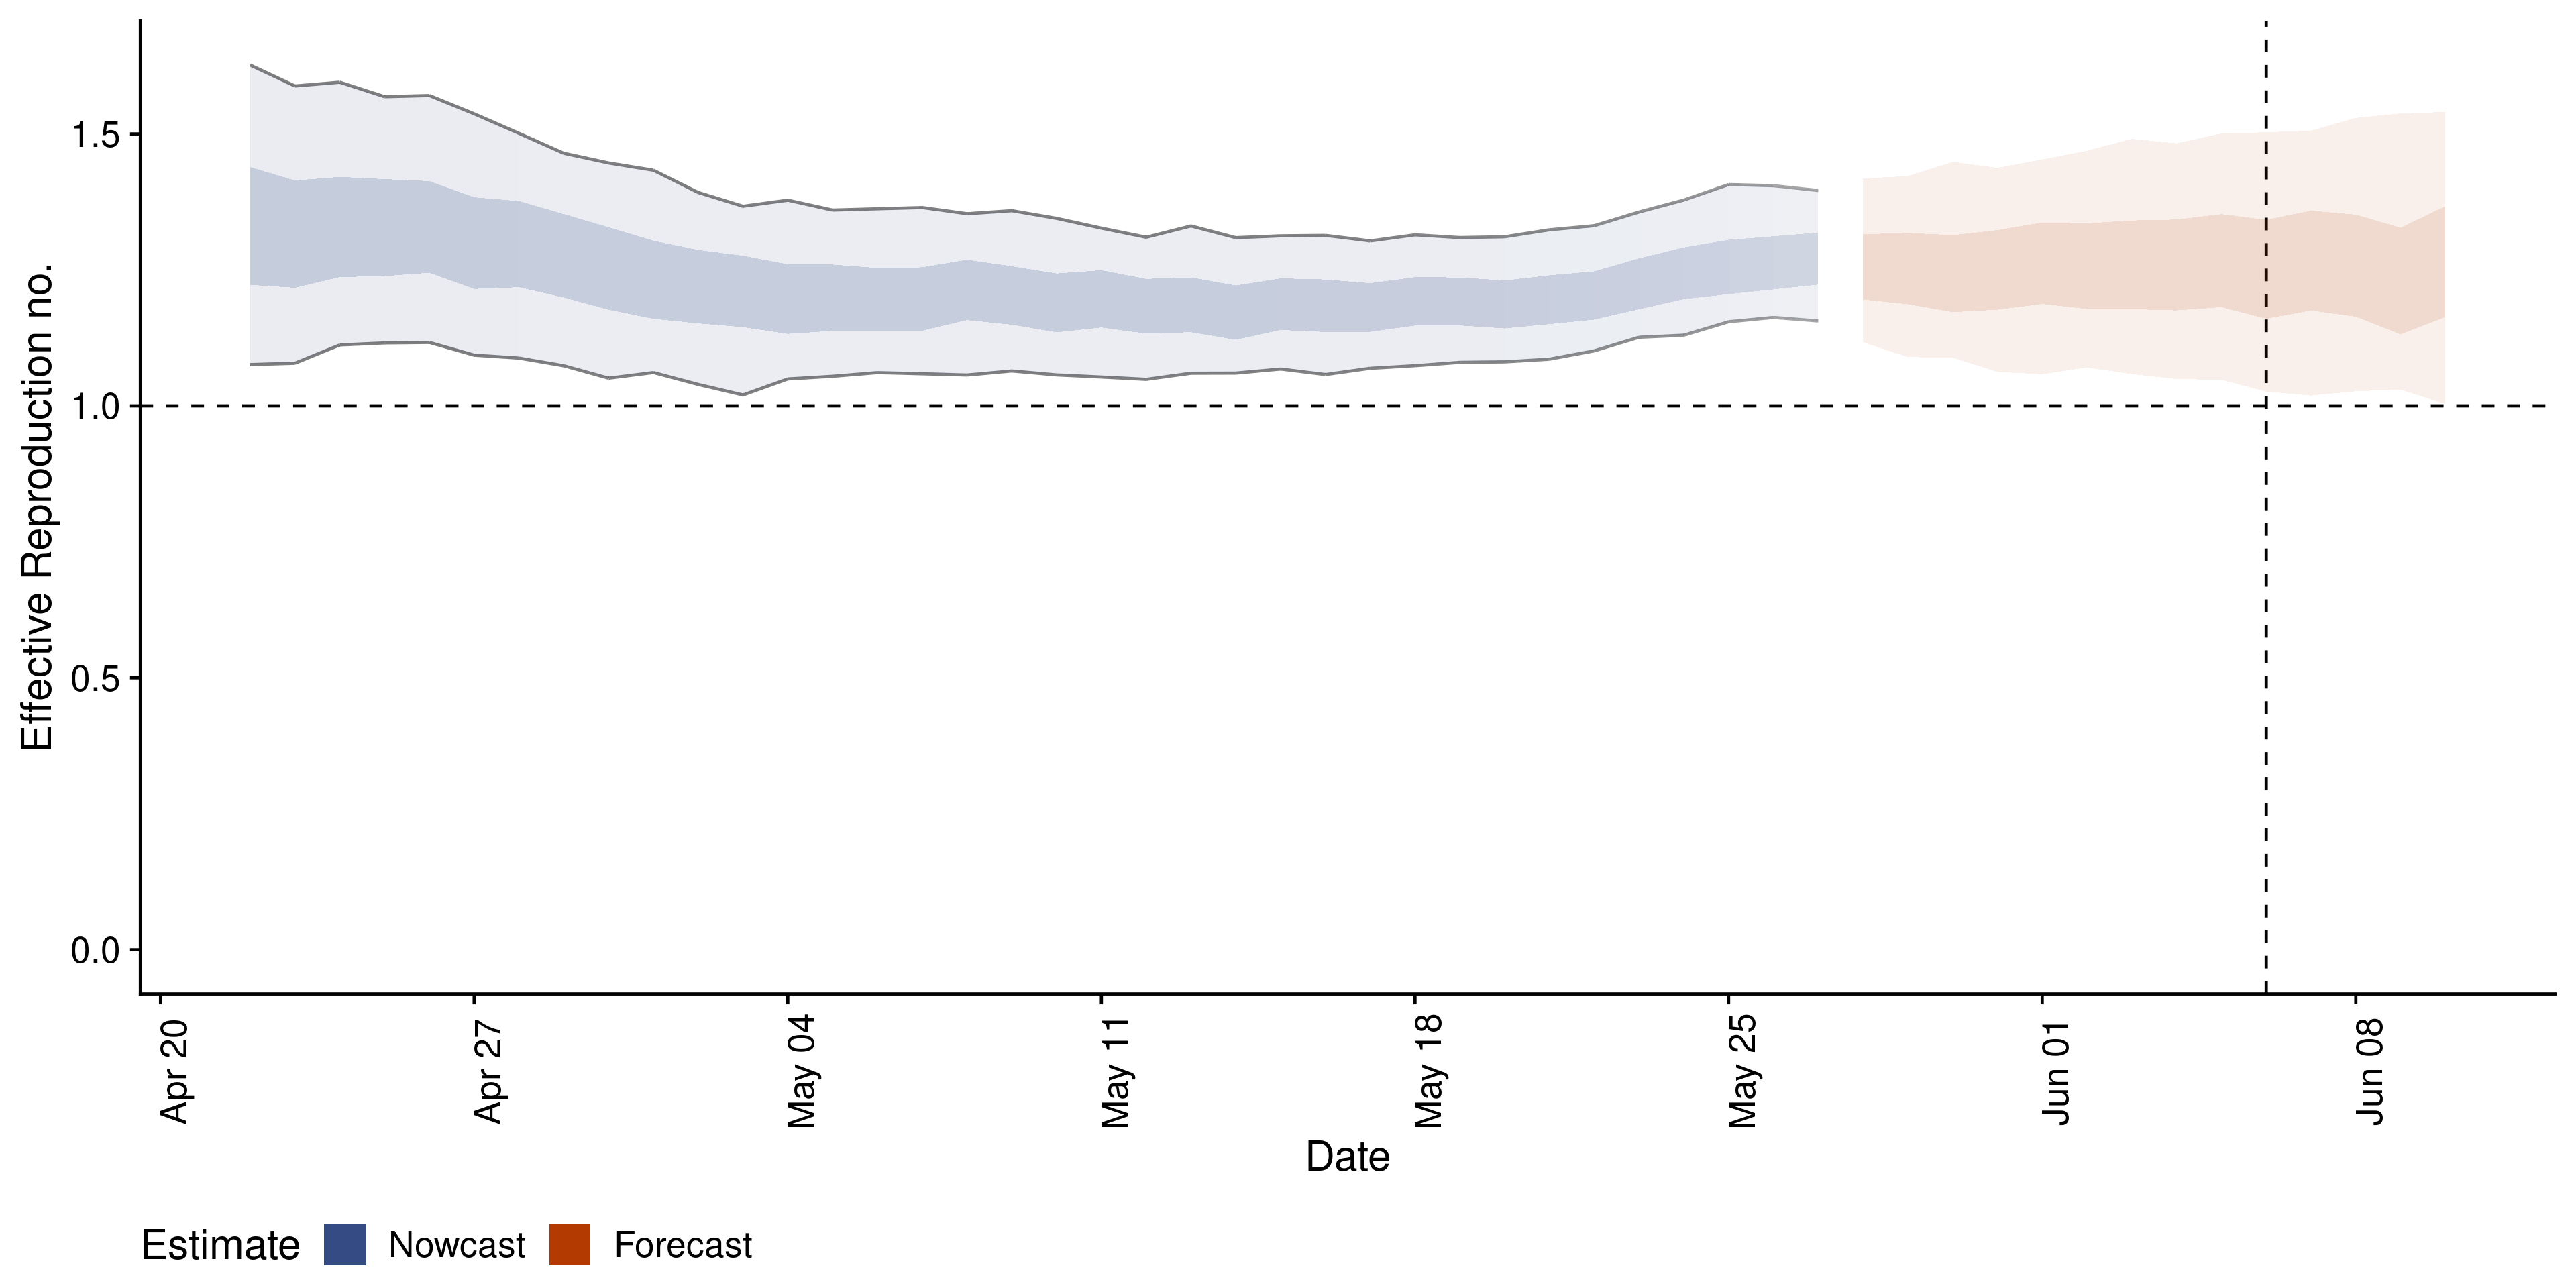 Effective Reproduction no.
1.5
1.0
0.5
0.0
Apr 20
Apr 27
May 04
May 11
May 18
May 25
Jun 01
Jun 08
Date
Estimate Nowcast Forecast